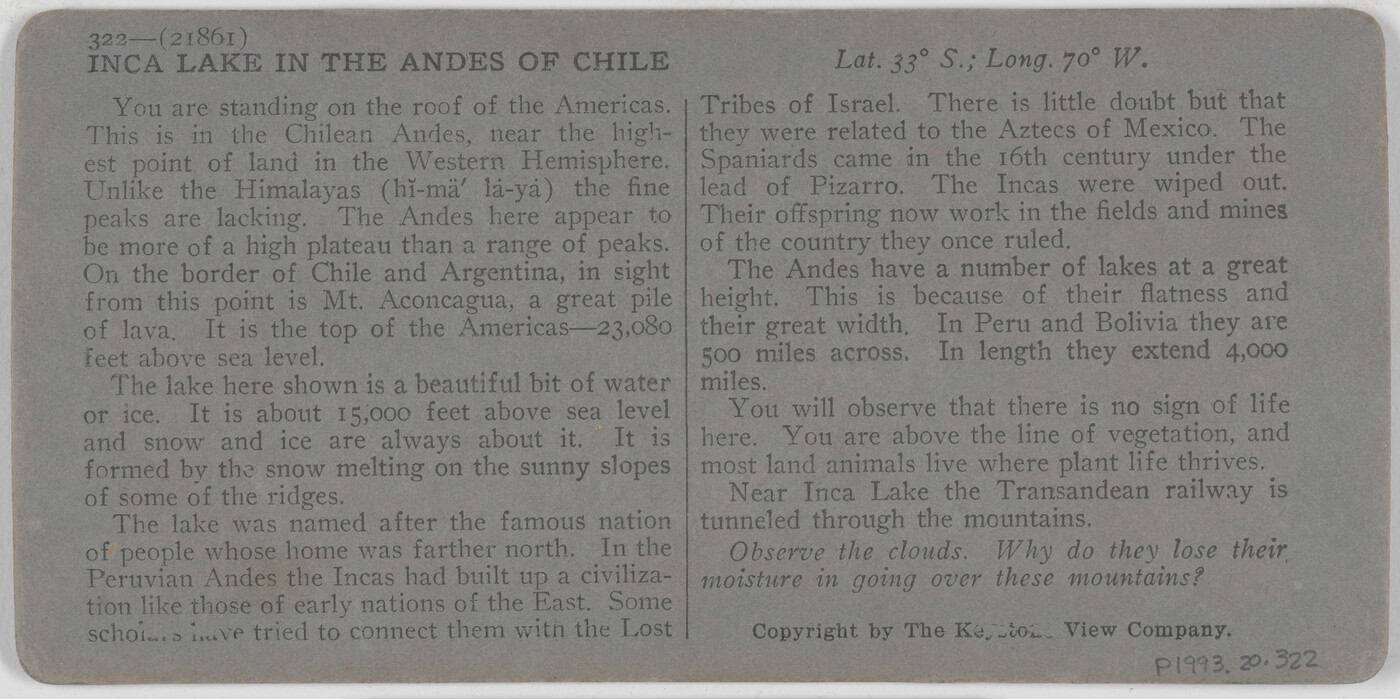 322—(21861)
INCA LAKE IN THE ANDES OF CHILE
You are standing on the roof of the Americas.
This is in the Chilean Andes, near the high-
est point of land in the Western Hemisphere.
Unlike the Himalayas (hĭ-mä′ lȧ-yȧ) the fine
peaks are lacking. The Andes here appear to
be more of a high plateau than a range of peaks.
On the border of Chile and Argentina, in sight
from this point is Mt. Aconcagua, a great pile
of lava. It is the top of the Americas—23,080
feet above sea level.
The lake here shown is a beautiful bit of water
or ice. It is about 15,000 feet above sea level
and snow and ice are always about it. It is
formed by the snow melting on the sunny slopes
of some of the ridges.
The lake was named after the famous nation
of people whose home was farther north. In the
Peruvian Andes the Incas had built up a civiliza-
tion like those of early nations of the East. Some
scholars have tried to connect them with the Lost
Lat. 33° S.; Long. 70° W.
Tribes of Israel. There is little doubt but that
they were related to the Aztecs of Mexico. The
Spaniards came in the 16th century under the
lead of Pizarro. The Incas were wiped out.
Their offspring now work in the fields and mines
of the country they once ruled.
The Andes have a number of lakes at a great
height. This is because of their flatness and
their great width. In Peru and Bolivia they are
500 miles across. In length they extend 4,000
miles.
You will observe that there is no sign of life
here. You are above the line of vegetation, and
most land animals live where plant life thrives.
Near Inca Lake the Transandean railway is
tunneled through the mountains.
Observe the clouds. Why do they lose their
moisture in going over these mountains?
Copyright by The Keystone View Company.
P1993.20.322